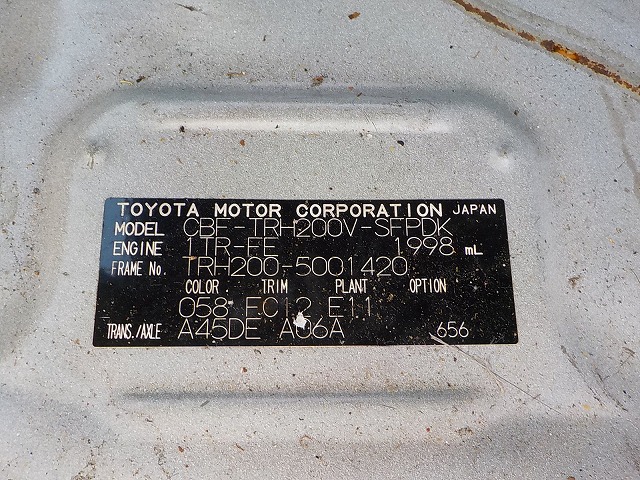 TOYOTA MOTOR CORPORATION JAPAN
MODEL CBF-TRH200V-SFPDK
ENGINE 1TR-FE 1998 mL
FRAME No. TRH200-5001420
COLOR TRIM PLANT OPTION
058 FC12 E11
TRANS./AXLE A45DE A06A 656